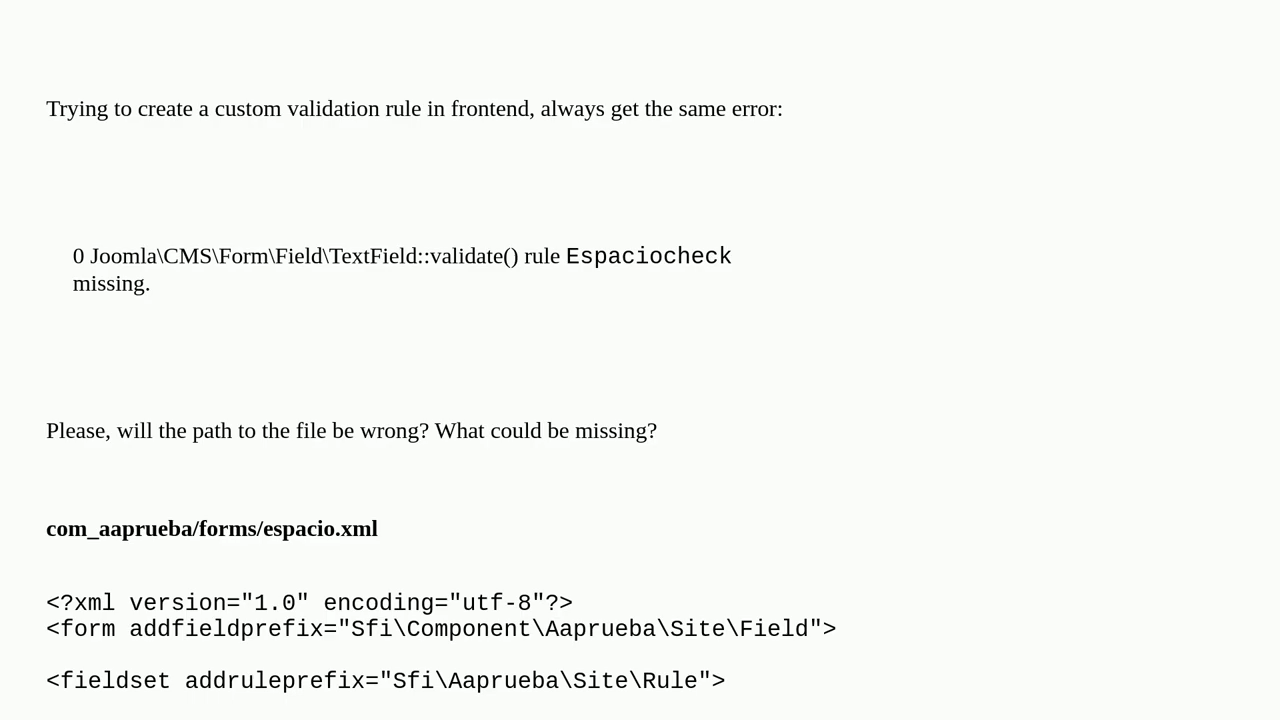 Trying to create a custom validation rule in frontend, always get the same error:
0 Joomla\CMS\Form\Field\TextField::validate() rule Espaciocheck
missing.
Please, will the path to the file be wrong? What could be missing?
com_aaprueba/forms/espacio.xml
<?xml version="1.0" encoding="utf-8"?>
<form addfieldprefix="Sfi\Component\Aaprueba\Site\Field">
<fieldset addruleprefix="Sfi\Aaprueba\Site\Rule">